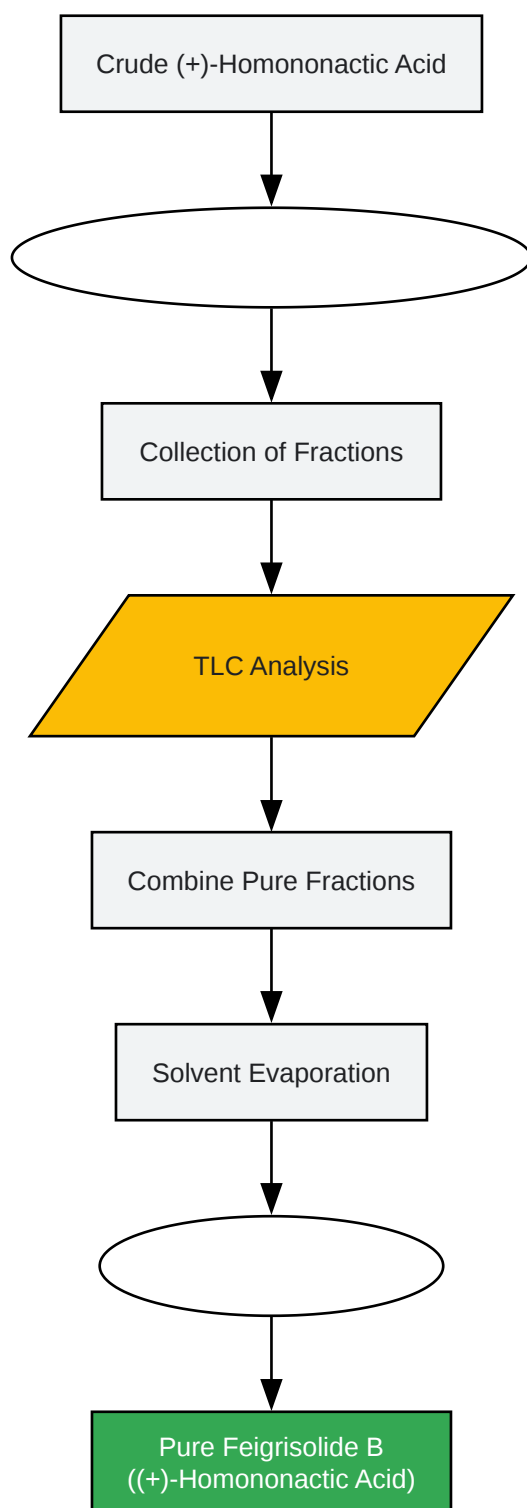 Crude (+)-Homononactic Acid
Collection of Fractions
TLC Analysis
Combine Pure Fractions
Solvent Evaporation
Pure Feigrisolide B
((+)-Homononactic Acid)